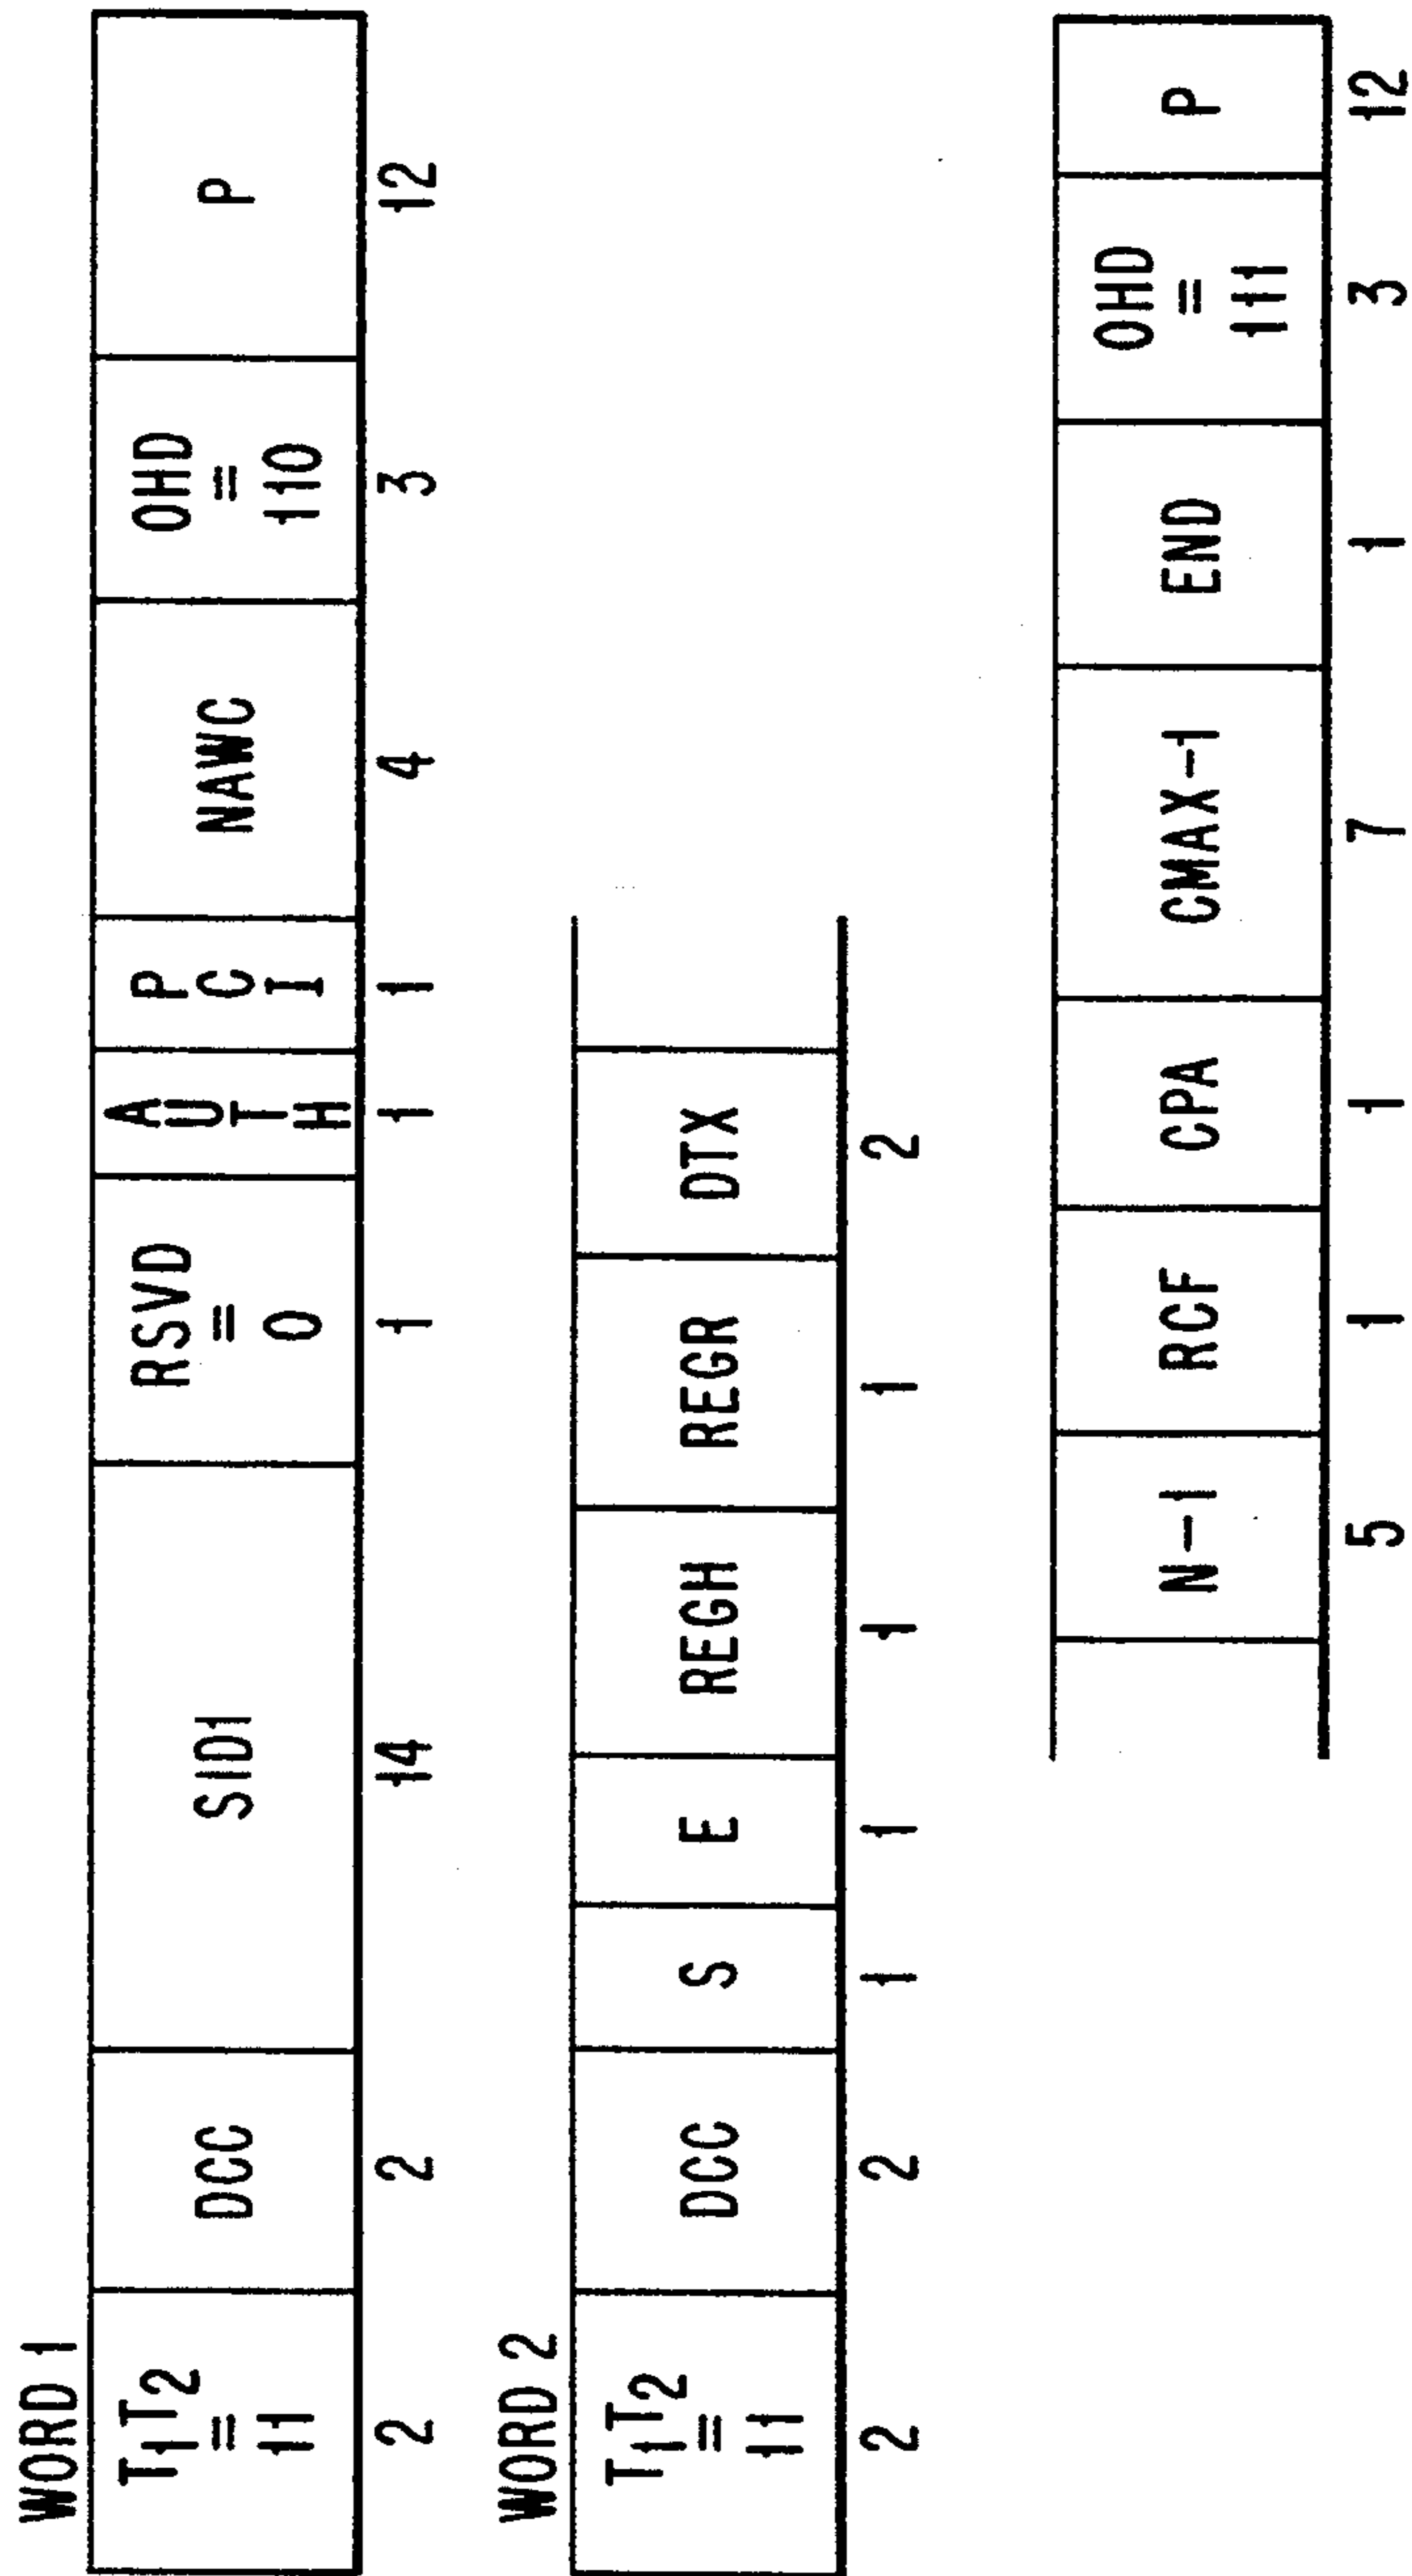 WORD 1
T1T2 = 11
DCC
SID1
RSVD = 0
AUTH
PCI
NAWC
OHD = 110
P
2
2
14
1
1
1
4
3
12
WORD 2
T1T2 = 11
DCC
S
E
REGH
REGR
DTX
2
2
1
1
1
1
2
N-1
RCF
CPA
CMAX-1
END
OHD = 111
P
5
1
1
7
1
3
12